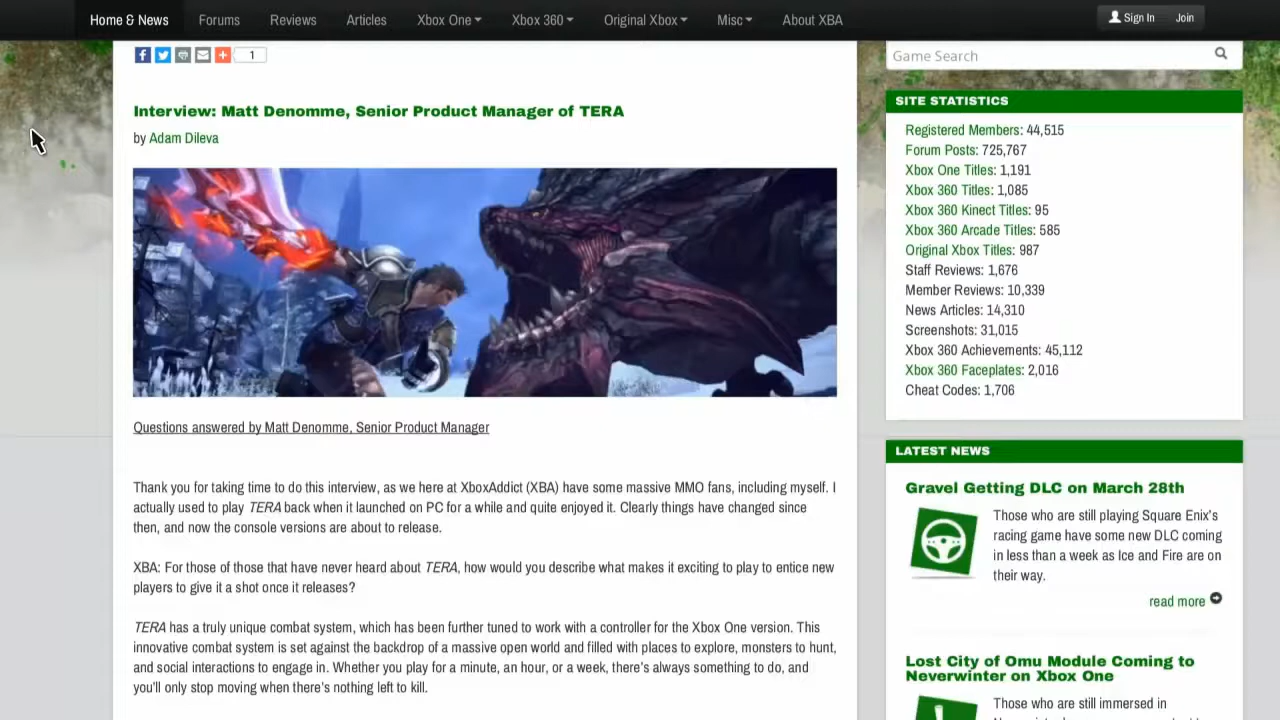 Home & News Forums Reviews Articles Xbox One Xbox 360 Original Xbox Misc About XBA Sign In Join
1
Interview: Matt Denomme, Senior Product Manager of TERA
by Adam Dileva
Questions answered by Matt Denomme, Senior Product Manager
Thank you for taking time to do this interview, as we here at XboxAddict (XBA) have some massive MMO fans, including myself. I
actually used to play TERA back when it launched on PC for a while and quite enjoyed it. Clearly things have changed since
then, and now the console versions are about to release.
XBA: For those of those that have never heard about TERA, how would you describe what makes it exciting to play to entice new
players to give it a shot once it releases?
TERA has a truly unique combat system, which has been further tuned to work with a controller for the Xbox One version. This
innovative combat system is set against the backdrop of a massive open world and filled with places to explore, monsters to hunt,
and social interactions to engage in. Whether you play for a minute, an hour, or a week, there's always something to do, and
you'll only stop moving when there's nothing left to kill.
Game Search
SITE STATISTICS
Registered Members: 44,515
Forum Posts: 725,767
Xbox One Titles: 1,191
Xbox 360 Titles: 1,085
Xbox 360 Kinect Titles: 95
Xbox 360 Arcade Titles: 585
Original Xbox Titles: 987
Staff Reviews: 1,676
Member Reviews: 10,339
News Articles: 14,310
Screenshots: 31,015
Xbox 360 Achievements: 45,112
Xbox 360 Faceplates: 2,016
Cheat Codes: 1,706
LATEST NEWS
Gravel Getting DLC on March 28th
Those who are still playing Square Enix's
racing game have some new DLC coming
in less than a week as Ice and Fire are on
their way.
read more
Lost City of Omu Module Coming to
Neverwinter on Xbox One
Those who are still immersed in